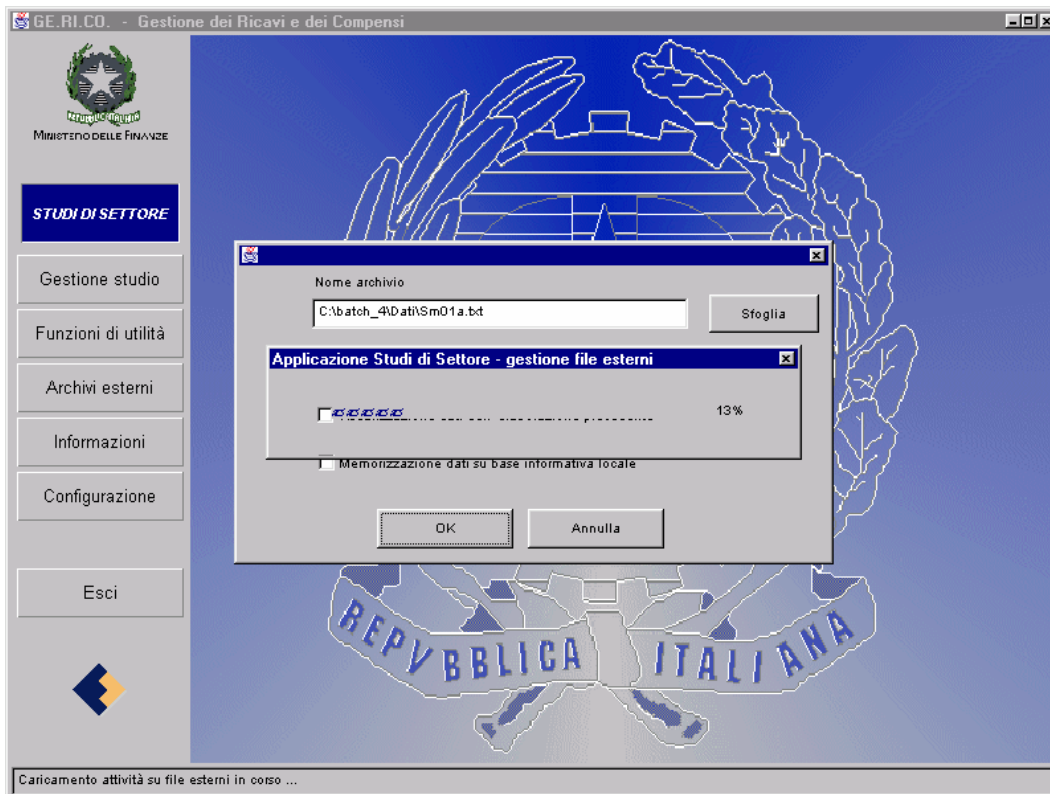 GE.RI.CO. - Gestione dei Ricavi e dei Compensi
REPVBBLICA ITALIANA
MINISTERO DELLE FINANZE
STUDI DI SETTORE
Gestione studio
Funzioni di utilità
Archivi esterni
Informazioni
Configurazione
Esci
Nome archivio
C:\batch_4\Dati\Sm01a.txt
Sfoglia
Applicazione Studi di Settore - gestione file esterni
13%
Memorizzazione dati su base informativa locale
OK
Annulla
REPVBBLICA ITALIANA
Caricamento attività su file esterni in corso ...